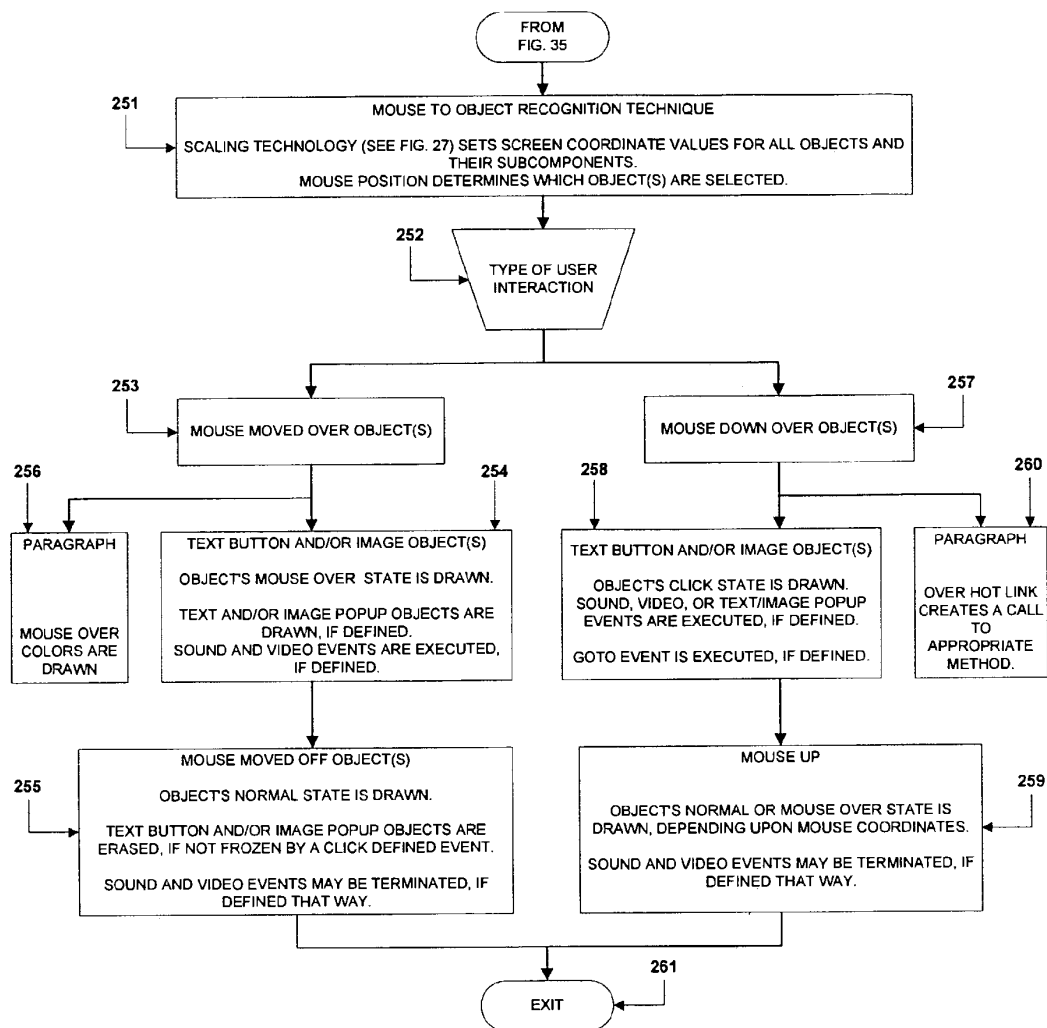 FROM
FIG. 35
251
MOUSE TO OBJECT RECOGNITION TECHNIQUE
SCALING TECHNOLOGY (SEE FIG. 27) SETS SCREEN COORDINATE VALUES FOR ALL OBJECTS AND
THEIR SUBCOMPONENTS.
MOUSE POSITION DETERMINES WHICH OBJECT(S) ARE SELECTED.
252
TYPE OF USER
INTERACTION
253
MOUSE MOVED OVER OBJECT(S)
257
MOUSE DOWN OVER OBJECT(S)
256
PARAGRAPH
MOUSE OVER
COLORS ARE
DRAWN
254
TEXT BUTTON AND/OR IMAGE OBJECT(S)
OBJECT'S MOUSE OVER STATE IS DRAWN.
TEXT AND/OR IMAGE POPUP OBJECTS ARE
DRAWN, IF DEFINED.
SOUND AND VIDEO EVENTS ARE EXECUTED,
IF DEFINED.
258
TEXT BUTTON AND/OR IMAGE OBJECT(S)
OBJECT'S CLICK STATE IS DRAWN.
SOUND, VIDEO, OR TEXT/IMAGE POPUP
EVENTS ARE EXECUTED, IF DEFINED.
GOTO EVENT IS EXECUTED, IF DEFINED.
260
PARAGRAPH
OVER HOT LINK
CREATES A CALL
TO
APPROPRIATE
METHOD.
255
MOUSE MOVED OFF OBJECT(S)
OBJECT'S NORMAL STATE IS DRAWN.
TEXT BUTTON AND/OR IMAGE POPUP OBJECTS ARE
ERASED, IF NOT FROZEN BY A CLICK DEFINED EVENT.
SOUND AND VIDEO EVENTS MAY BE TERMINATED, IF
DEFINED THAT WAY.
259
MOUSE UP
OBJECT'S NORMAL OR MOUSE OVER STATE IS
DRAWN, DEPENDING UPON MOUSE COORDINATES.
SOUND AND VIDEO EVENTS MAY BE TERMINATED, IF
DEFINED THAT WAY.
261
EXIT